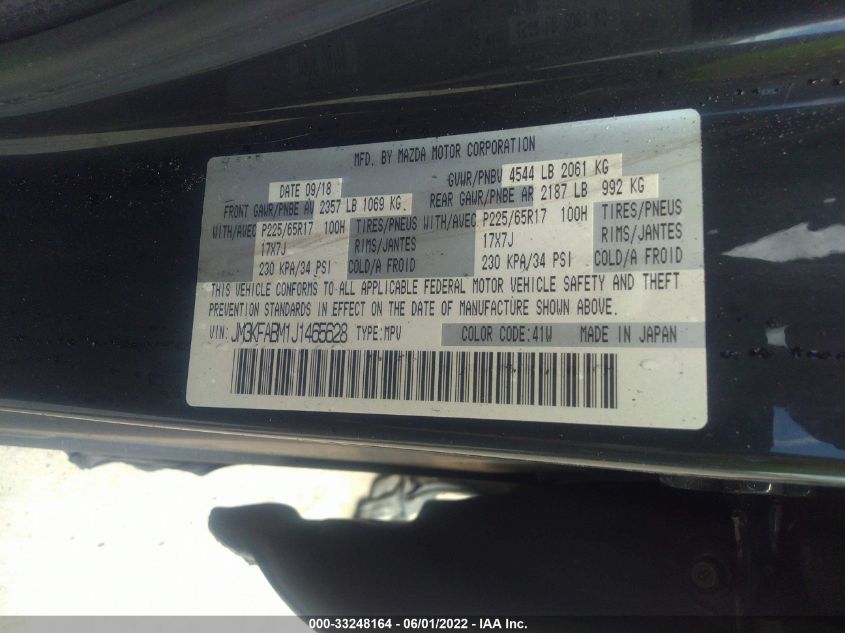 MFD. BY MAZDA MOTOR CORPORATION
DATE 09/18 GVWR/PNBV 4544 LB 2061 KG
FRONT GAWR/PNBE AV 2357 LB 1069 KG REAR GAWR/PNBE AR 2187 LB 992 KG
WITH/AVEC P225/65R17 100H TIRES/PNEUS WITH/AVEC P225/65R17 100H TIRES/PNEUS
17X7J RIMS/JANTES 17X7J RIMS/JANTES
230 KPA/34 PSI COLD/A FROID 230 KPA/34 PSI COLD/A FROID
THIS VEHICLE CONFORMS TO ALL APPLICABLE FEDERAL MOTOR VEHICLE SAFETY AND THEFT
PREVENTION STANDARDS IN EFFECT ON THE DATE OF MANUFACTURE SHOWN ABOVE.
VIN: JM3KFABM1J1465628 TYPE:MPV COLOR CODE:41W MADE IN JAPAN
000-33248164 - 06/01/2022 - IAA Inc.